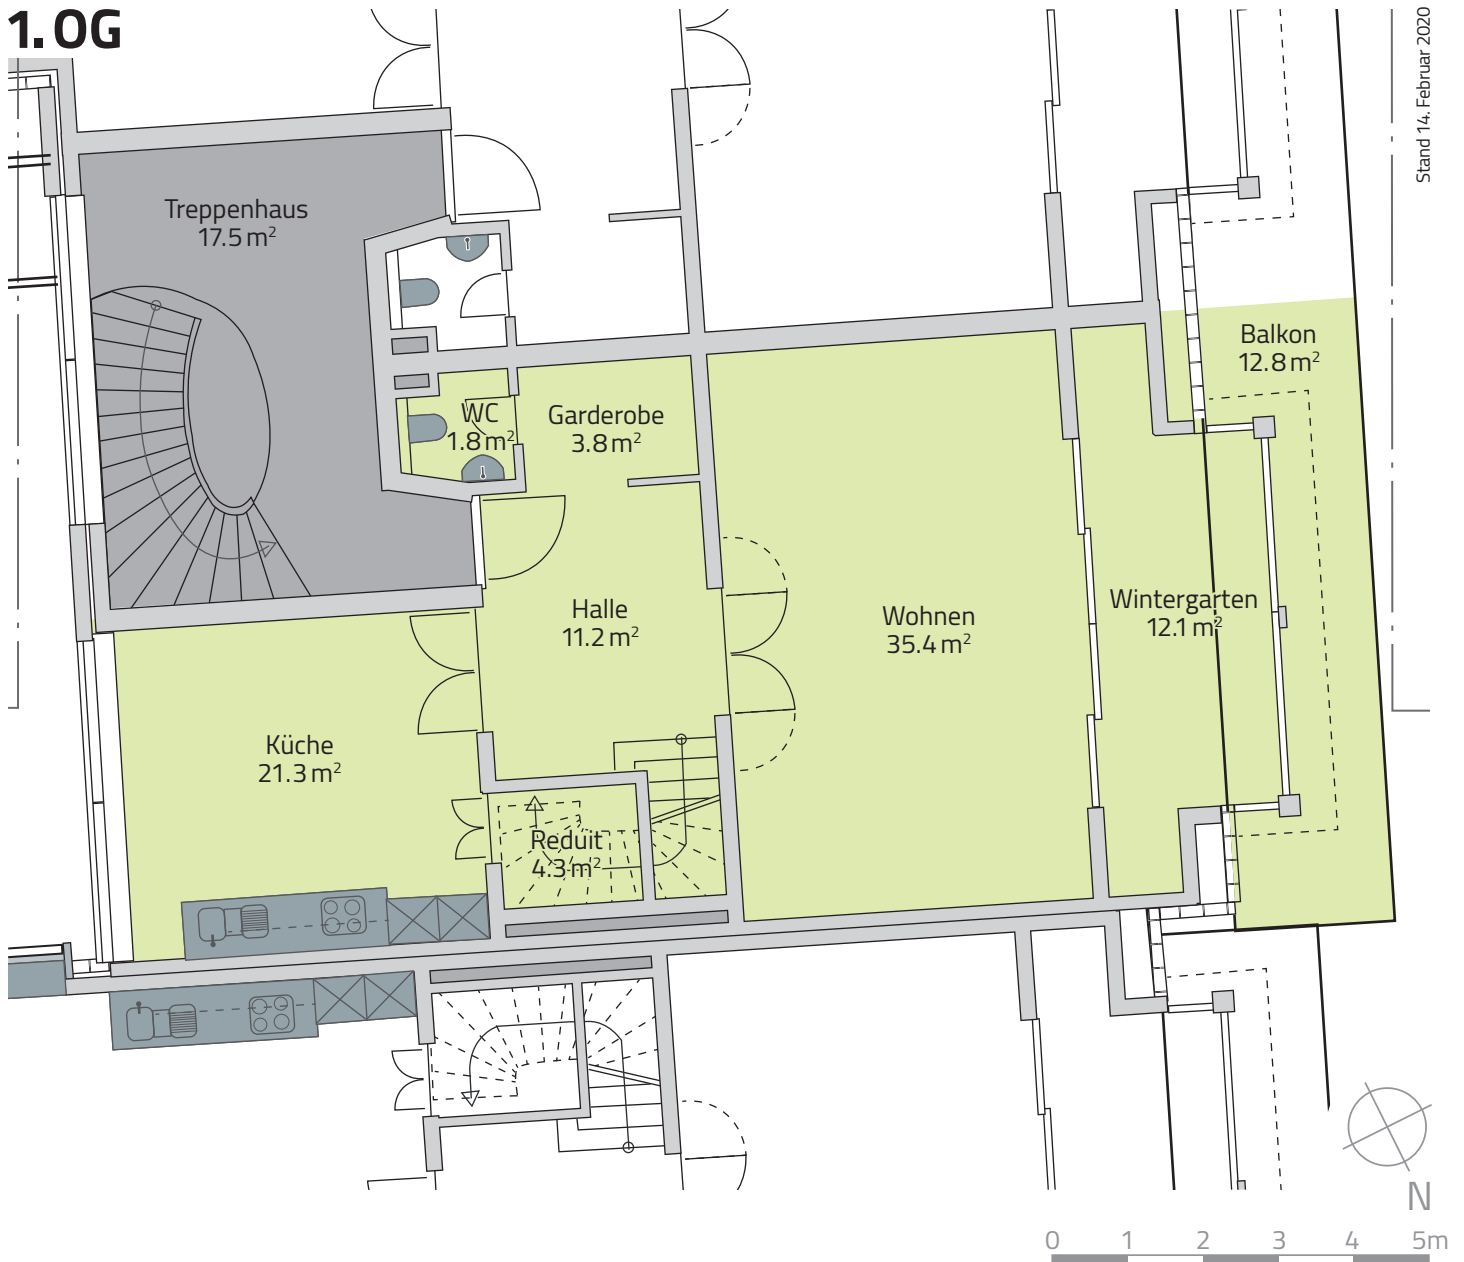 1. OG
Stand 14. Februar 2020
Treppenhaus
17.5 m²
Balkon
12.8 m²
WC
1.8 m²
Garderobe
3.8 m²
Halle
11.2 m²
Wohnen
35.4 m²
Wintergarten
12.1 m²
Küche
21.3 m²
Reduit
4.3 m²
N
0 1 2 3 4 5m